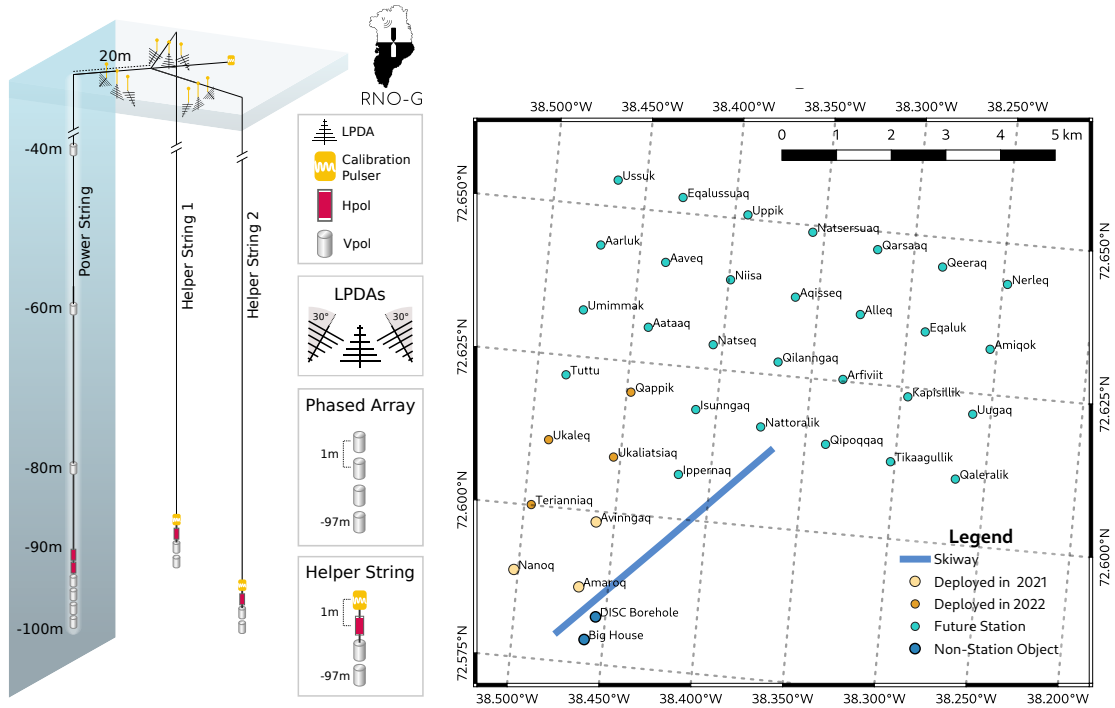 20m
RNO-G
-40m
-60m
-80m
-90m
-100m
Power String
Helper String 1
Helper String 2
LPDA
Calibration
Pulser
Hpol
Vpol
LPDAs
30°
30°
Phased Array
1m
-97m
Helper String
1m
-97m
38.500°W
38.450°W
38.400°W
38.350°W
38.300°W
38.250°W
0
1
2
3
4
5 km
72.650°N
72.625°N
72.600°N
72.575°N
72.650°N
72.625°N
72.600°N
Ussuk
Eqalussuaq
Uppik
Natsersuaq
Qarsaaq
Qeeraq
Nerleq
Aarluk
Aaveq
Niisa
Aqisseq
Alleq
Eqaluk
Amiqok
Umimmak
Aataaq
Natseq
Qilanngaq
Arfiviit
Kapisillik
Uugaq
Tuttu
Qappik
Isunngaq
Nattoralik
Qipoqqaq
Tikaagullik
Qaleralik
Ukaleq
Ukaliatsiaq
Ippernaq
Terianniaq
Avinngaq
Nanoq
Amaroq
DISC Borehole
Big House
Legend
Skiway
Deployed in 2021
Deployed in 2022
Future Station
Non-Station Object
38.500°W
38.450°W
38.400°W
38.350°W
38.300°W
38.250°W
38.200°W